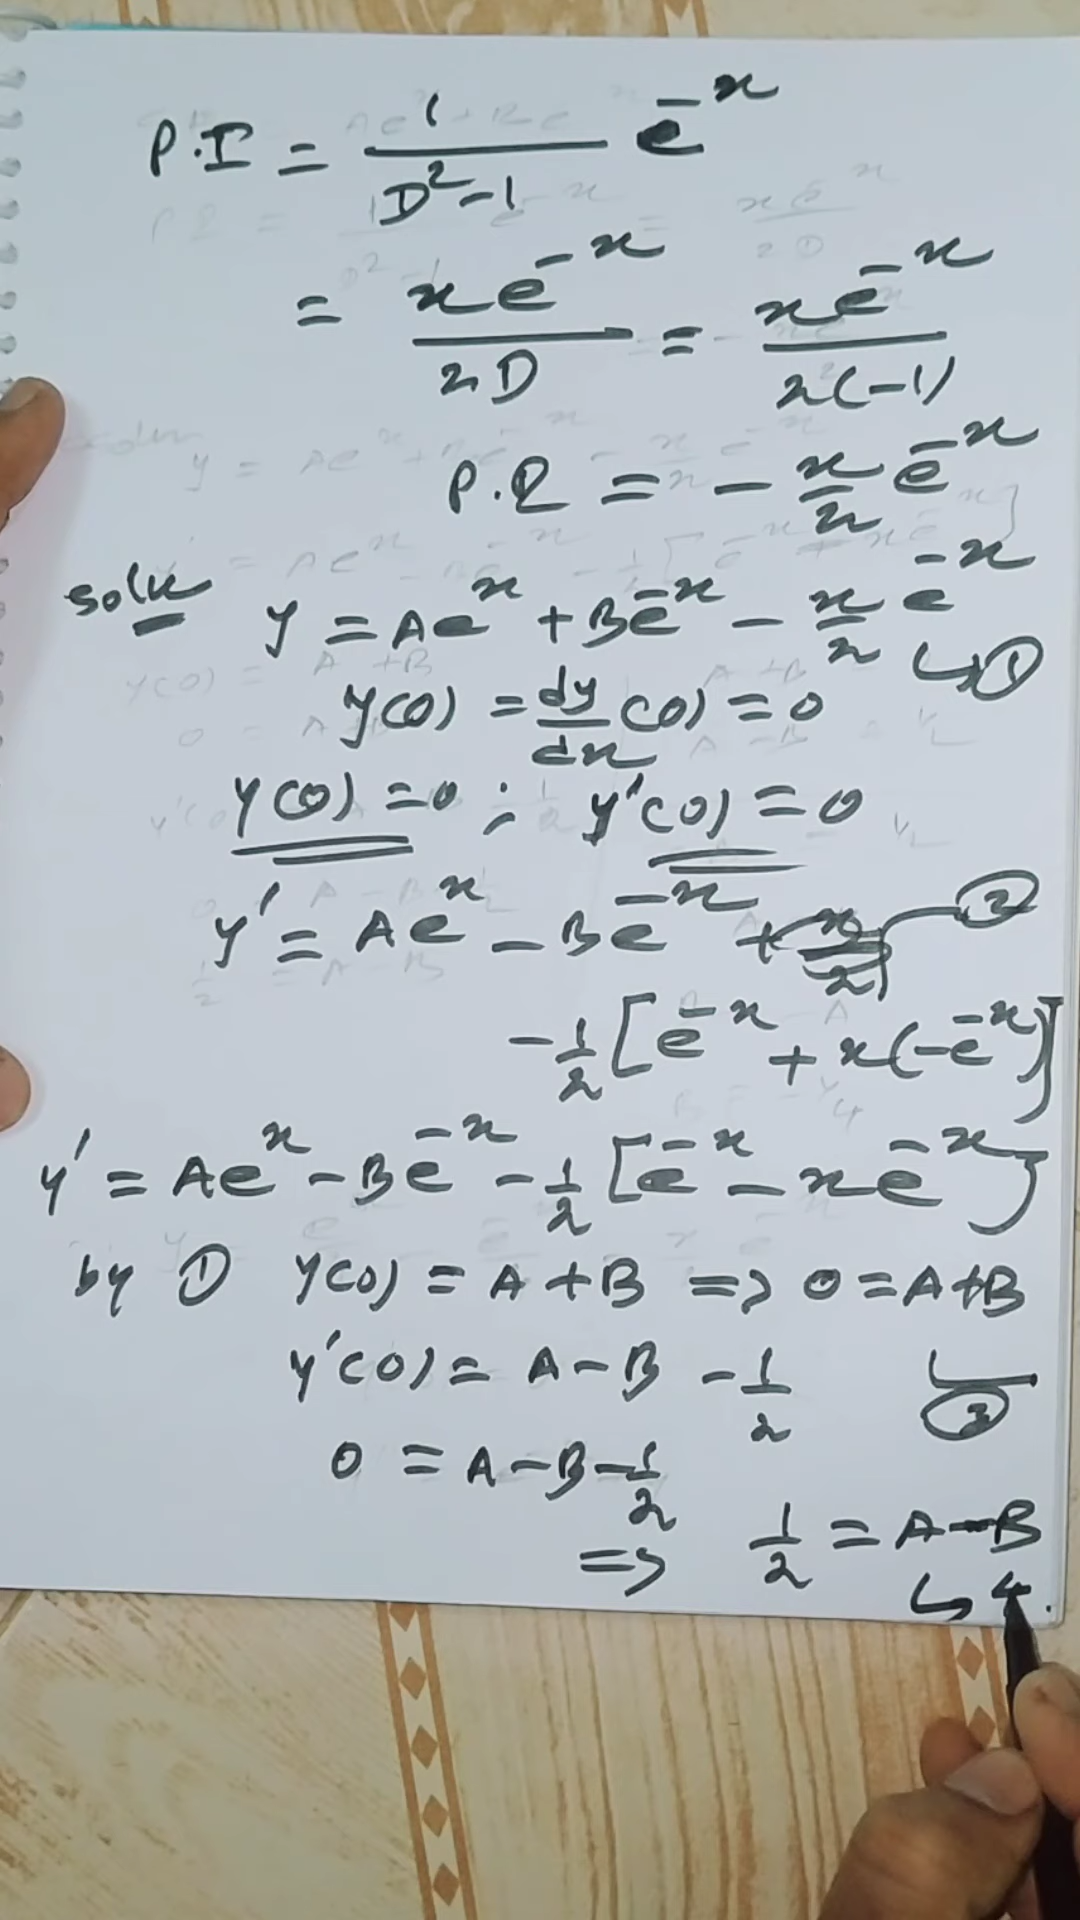 P.I = 1/(D² - 1) e^-x
= xe^-x/2D = xe^-x/2(-1)
P.I = - x/2 e^-x
soln y = Ae^x + Be^-x - x/2 e^-x ↳ ①
y(0) = dy/dx (0) = 0
y(0) = 0 ; y'(0) = 0
y' = Ae^x - Be^-x + ②
- 1/2 [e^-x + x(-e^-x)]
y' = Ae^x - Be^-x - 1/2 [e^-x - xe^-x]
by ① y(0) = A + B => 0 = A + B
y'(0) = A - B - 1/2 ③
0 = A - B - 1/2
=> 1/2 = A - B
↳ 4